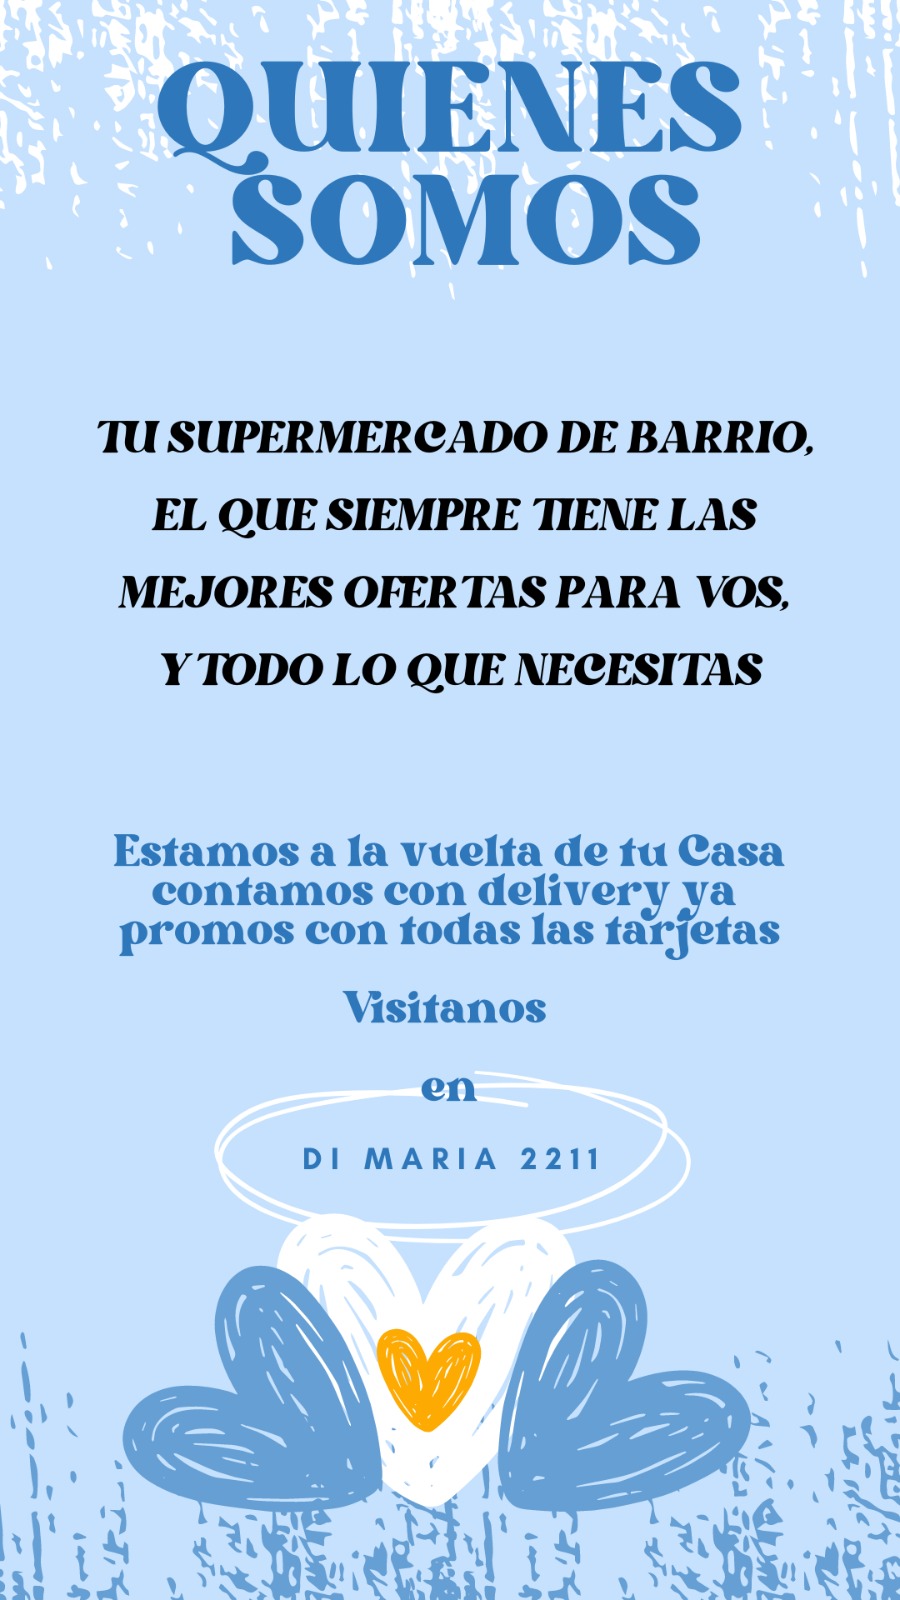 QUIENES
SOMOS
TU SUPERMERCADO DE BARRIO,
EL QUE SIEMPRE TIENE LAS
MEJORES OFERTAS PARA VOS,
Y TODO LO QUE NECESITAS
Estamos a la vuelta de tu Casa
contamos con delivery ya
promos con todas las tarjetas
Visitanos
en
DI MARIA 2211